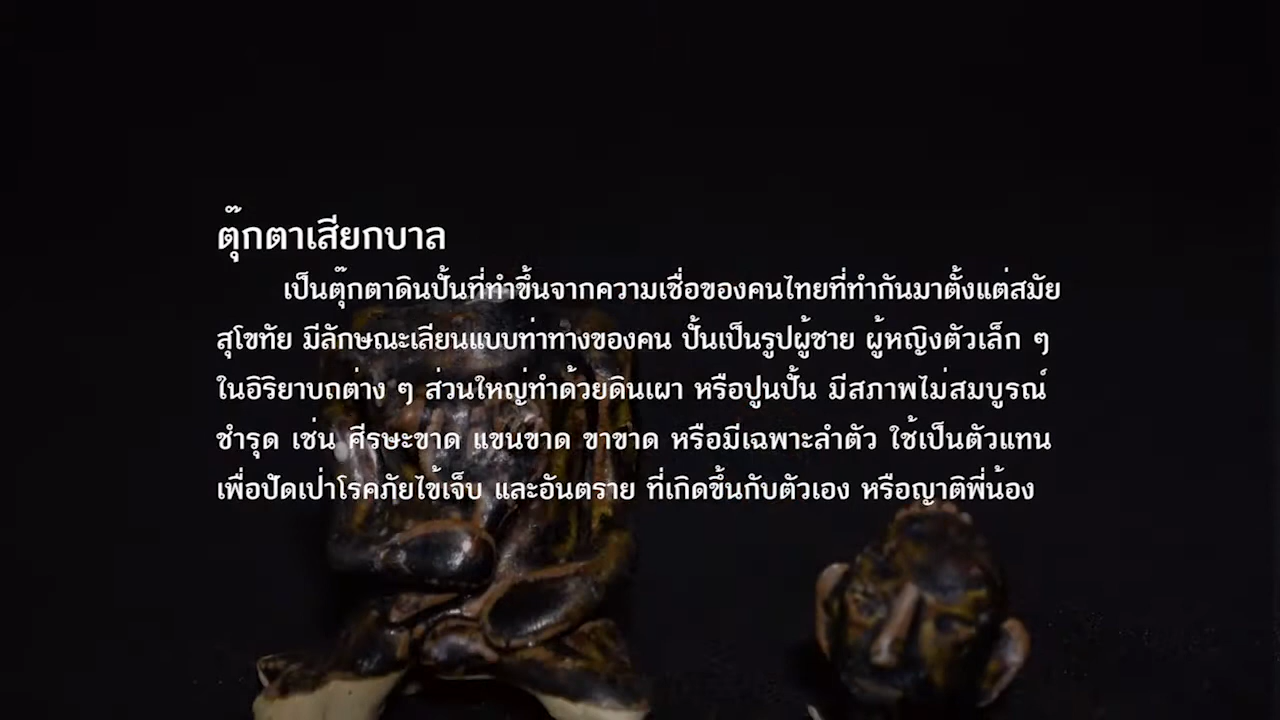 ตุ๊กตาเสียกบาล
เป็นตุ๊กตาดินปั้นที่ทำขึ้นจากความเชื่อของคนไทยที่ทำกันมาตั้งแต่สมัย
สุโขทัย มีลักษณะเลียนแบบท่าทางของคน ปั้นเป็นรูปผู้ชาย ผู้หญิงตัวเล็ก ๆ
ในอิริยาบถต่าง ๆ ส่วนใหญ่ทำด้วยดินเผา หรือปูนปั้น มีสภาพไม่สมบูรณ์
ชำรุด เช่น ศีรษะขาด แขนขาด ขาขาด หรือมีเฉพาะลำตัว ใช้เป็นตัวแทน
เพื่อปัดเป่าโรคภัยไข้เจ็บ และอันตราย ที่เกิดขึ้นกับตัวเอง หรือญาติพี่น้อง